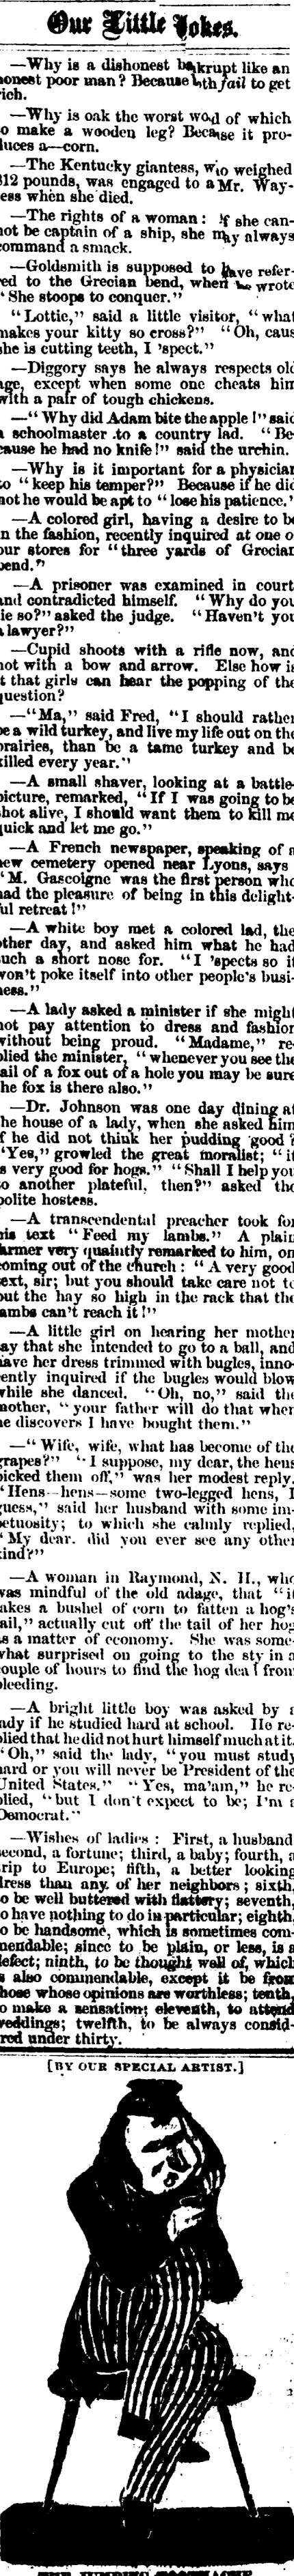 Our Little Jokes.
—Why is a dishonest bankrupt like an
honest poor man? Because both fail to get
rich.
—Why is oak the worst wood of which
to make a wooden leg? Because it pro-
duces a—corn.
—The Kentucky giantess, who weighed
312 pounds, was engaged to a Mr. Way-
less when she died.
—The rights of a woman: If she can-
not be captain of a ship, she may always
command a smack.
—Goldsmith is supposed to have refer-
red to the Grecian bend, when he wrote
"She stoops to conquer."
"Lottie," said a little visitor, "what
makes your kitty so cross?" "Oh, caus
she is cutting teeth, I 'spect."
—Diggory says he always respects old
age, except when some one cheats him
with a pair of tough chickens.
—"Why did Adam bite the apple!" said
a schoolmaster .to a country lad. "Be
cause he had no knife!" said the urchin.
—Why is it important for a physician
to "keep his temper?" Because if he did
not he would be apt to "lose his patience."
—A colored girl, having a desire to be
in the fashion, recently inquired at one of
our stores for "three yards of Grecian
bend."
—A prisoner was examined in court
and contradicted himself. "Why do you
lie so?" asked the judge. "Haven't you
a lawyer?"
—Cupid shoots with a rifle now, and
not with a bow and arrow. Else how is
it that girls can hear the popping of the
question?
—"Ma," said Fred, "I should rather
be a wild turkey, and live my life out on the
prairies, than be a tame turkey and be
killed every year."
—A small shaver, looking at a battle-
picture, remarked, "If I was going to be
shot alive, I should want them to kill me
quick and let me go."
—A French newspaper, speaking of a
new cemetery opened near Lyons, says
"M. Gascoigne was the first person who
had the pleasure of being in this delight-
ful retreat!"
—A white boy met a colored lad, the
other day, and asked him what he had
such a short nose for. "I 'spects so it
won't poke itself into other people's busi-
ness."
—A lady asked a minister if she might
not pay attention to dress and fashion
without being proud. "Madame," re-
plied the minister, "whenever you see the
tail of a fox out of a hole you may be sure
the fox is there also."
—Dr. Johnson was one day dining at
the house of a lady, when she asked him
if he did not think her pudding good?
"Yes," growled the great moralist; "it
is very good for hogs." "Shall I help you
to another plateful, then?" asked the
polite hostess.
—A transcendental preacher took for
his text "Feed my lambs." A plain
farmer very quaintly remarked to him, on
coming out of the church: "A very good
text, sir; but you should take care not to
put the hay so high in the rack that the
lambs can't reach it!"
—A little girl on hearing her mother
say that she intended to go to a ball, and
have her dress trimmed with bugles, inno-
cently inquired if the bugles would blow
while she danced. "Oh, no," said the
mother, "your father will do that when
he discovers I have bought them."
—"Wife, wife, what has become of the
grapes?" "I suppose, my dear, the hens
picked them off," was her modest reply.
"Hens—hens—some two-legged hens, I
guess," said her husband with some im-
petuosity; to which she calmly replied,
"My dear. did you ever see any other
kind?"
—A woman in Raymond, N. H., who
was mindful of the old adage, that "it
takes a bushel of corn to fatten a hog's
tail," actually cut off the tail of her hog
as a matter of economy. She was some-
what surprised on going to the sty in a
couple of hours to find the hog dead from
bleeding.
—A bright little boy was asked by a
lady if he studied hard at school. He re-
plied that he did not hurt himself much at it.
"Oh," said the lady, "you must study
hard or you will never be President of the
United States." "Yes, ma'am," he re-
plied, "but I don't expect to be; I'm a
Democrat."
—Wishes of ladies: First, a husband
second, a fortune; third, a baby; fourth, a
trip to Europe; fifth, a better looking
dress than any of her neighbors; sixth,
to be well buttered with flattery; seventh,
to have nothing to do in particular; eighth,
to be handsome, which is sometimes com-
mendable; since to be plain, or less, is a
defect; ninth, to be thought well of, which
is also commendable, except it be from
those whose opinions are worthless; tenth,
to make a sensation; eleventh, to attend
weddings; twelfth, to be always consid-
red under thirty.
[BY OUR SPECIAL ARTIST.]
THE JUMPING TOOTHACHE